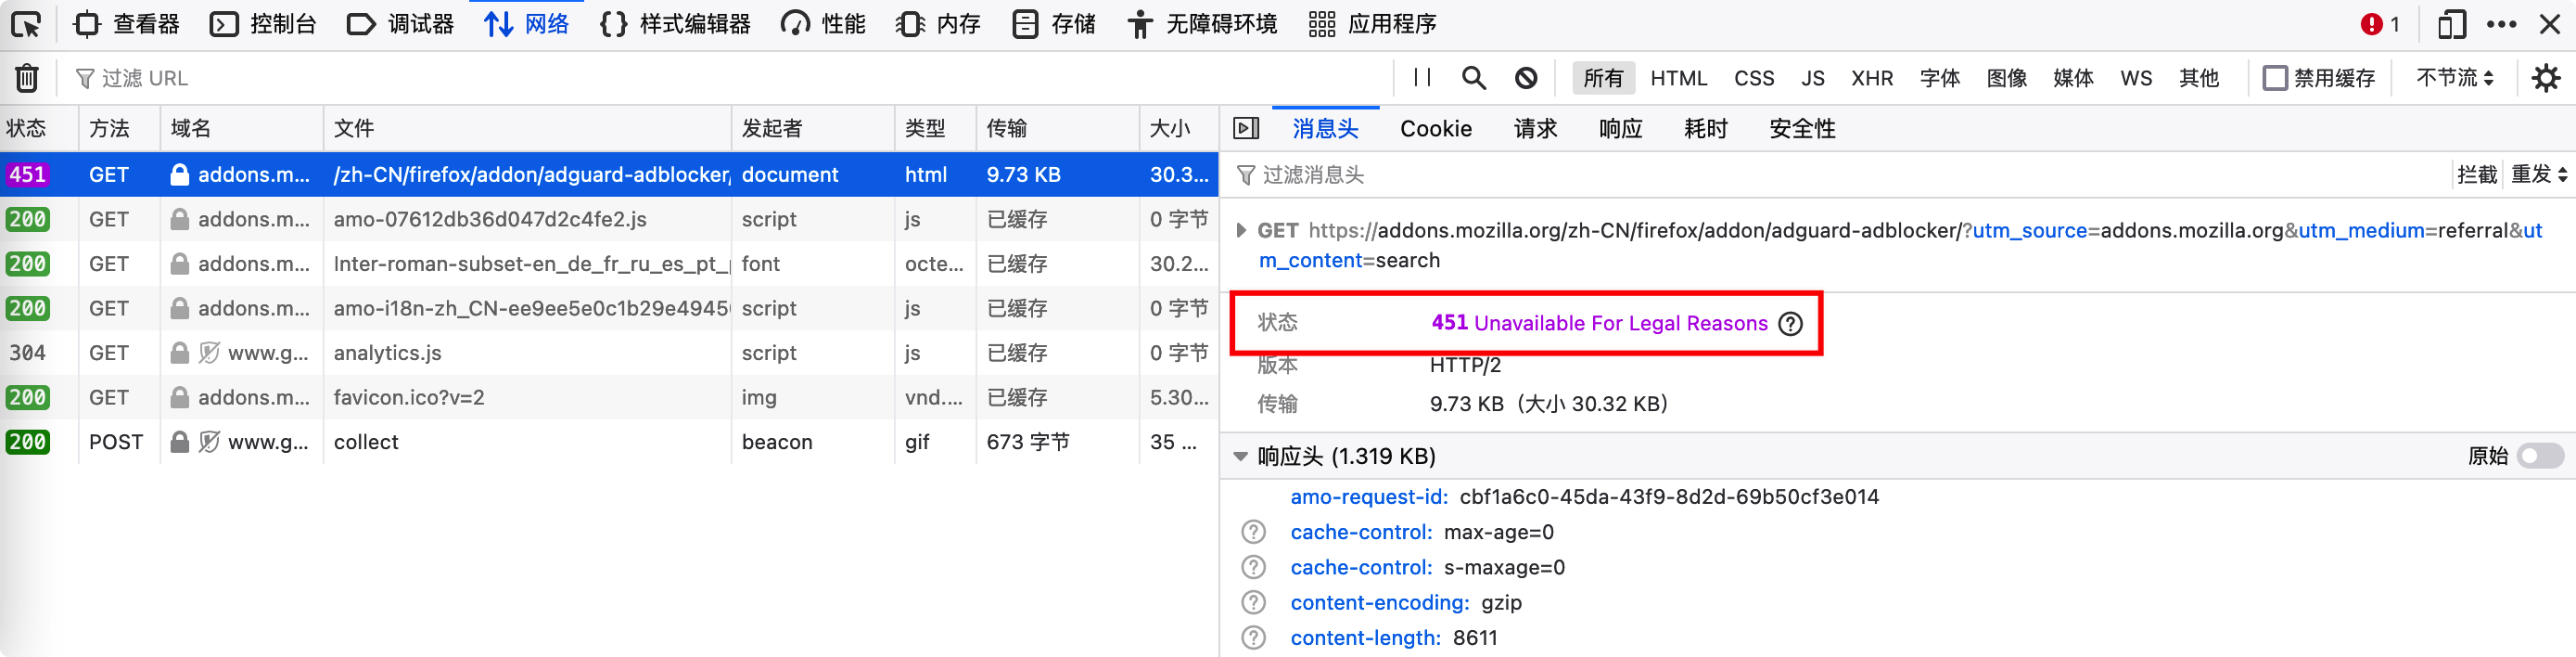 查看器 控制台 调试器 网络 样式编辑器 性能 内存 存储 无障碍环境 应用程序 1
过滤 URL 所有 HTML CSS JS XHR 字体 图像 媒体 WS 其他 禁用缓存 不节流
状态 方法 域名 文件 发起者 类型 传输 大小
451 GET addons.m... /zh-CN/firefox/addon/adguard-adblocker/ document html 9.73 KB 30.3...
200 GET addons.m... amo-07612db36d047d2c4fe2.js script js 已缓存 0 字节
200 GET addons.m... Inter-roman-subset-en_de_fr_ru_es_pt_ font octe... 已缓存 30.2...
200 GET addons.m... amo-i18n-zh_CN-ee9ee5e0c1b29e4945 script js 已缓存 0 字节
304 GET www.g... analytics.js script js 已缓存 0 字节
200 GET addons.m... favicon.ico?v=2 img vnd.... 已缓存 5.30...
200 POST www.g... collect beacon gif 673 字节 35 ...
消息头 Cookie 请求 响应 耗时 安全性
过滤消息头 拦截 重发
GET https://addons.mozilla.org/zh-CN/firefox/addon/adguard-adblocker/?utm_source=addons.mozilla.org&utm_medium=referral&ut
m_content=search
状态 451 Unavailable For Legal Reasons
版本 HTTP/2
传输 9.73 KB（大小 30.32 KB）
响应头 (1.319 KB) 原始
amo-request-id: cbf1a6c0-45da-43f9-8d2d-69b50cf3e014
cache-control: max-age=0
cache-control: s-maxage=0
content-encoding: gzip
content-length: 8611